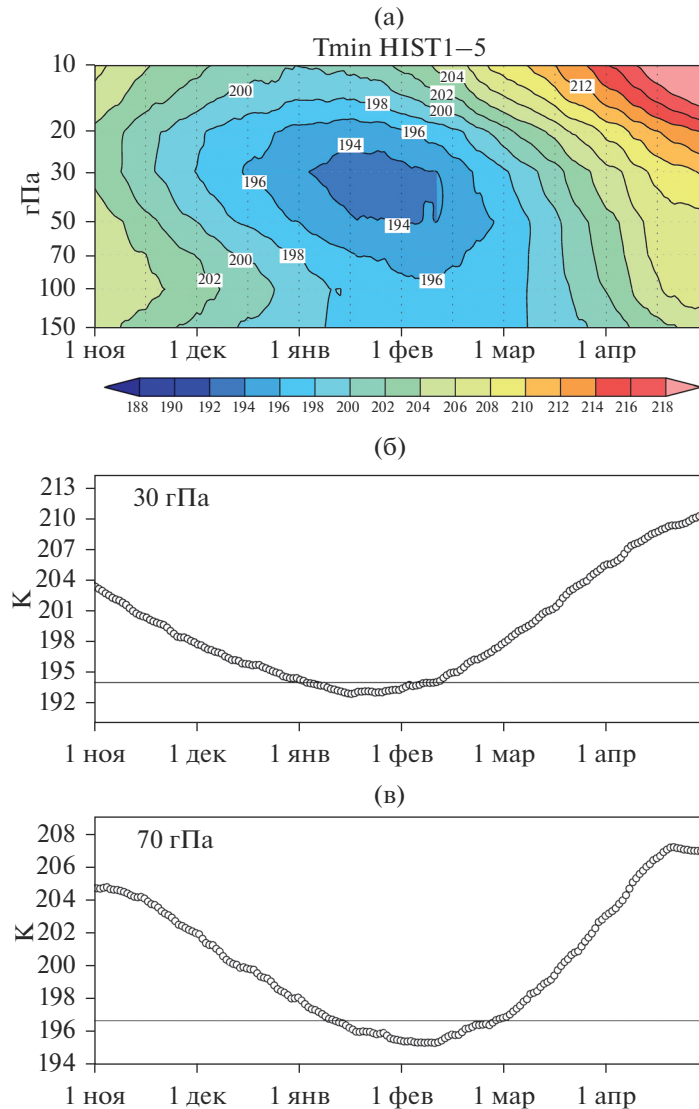 (а)
Tmin HIST1–5
10
20
30
50
70
100
150
гПа
200
198
196
194
204
202
200
212
196
194
202
200
198
196
1 ноя 1 дек 1 янв 1 фев 1 мар 1 апр
188 190 192 194 196 198 200 202 204 206 208 210 212 214 216 218
(б)
30 гПа
213
210
207
204
201
198
195
192
К
1 ноя 1 дек 1 янв 1 фев 1 мар 1 апр
(в)
70 гПа
208
206
204
202
200
198
196
194
К
1 ноя 1 дек 1 янв 1 фев 1 мар 1 апр